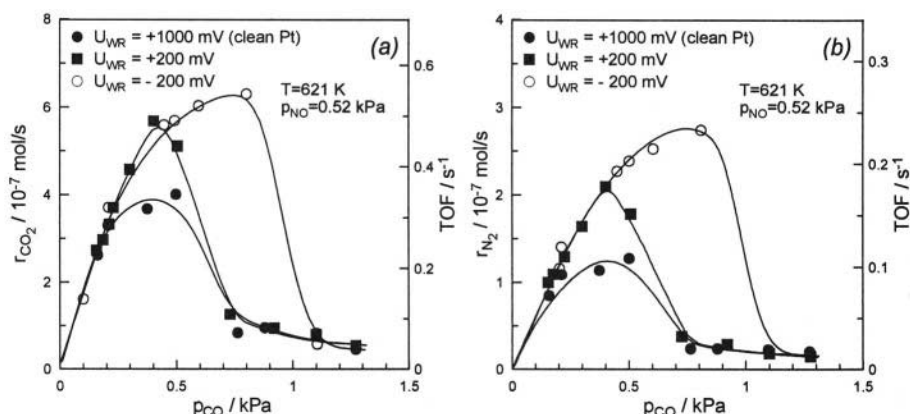 (a)
● U_WR = +1000 mV (clean Pt)
■ U_WR = +200 mV
○ U_WR = - 200 mV
T=621 K
p_NO=0.52 kPa
8
6
4
2
0
0.6
0.4
0.2
0.0
r_CO₂ / 10⁻⁷ mol/s
TOF / s⁻¹
0 0.5 1 1.5
p_CO / kPa
(b)
● U_WR = +1000 mV (clean Pt)
■ U_WR = +200 mV
○ U_WR = - 200 mV
T=621 K
p_NO=0.52 kPa
4
3
2
1
0
0.3
0.2
0.1
0.0
r_N₂ / 10⁻⁷ mol/s
TOF / s⁻¹
0 0.5 1 1.5
p_CO / kPa